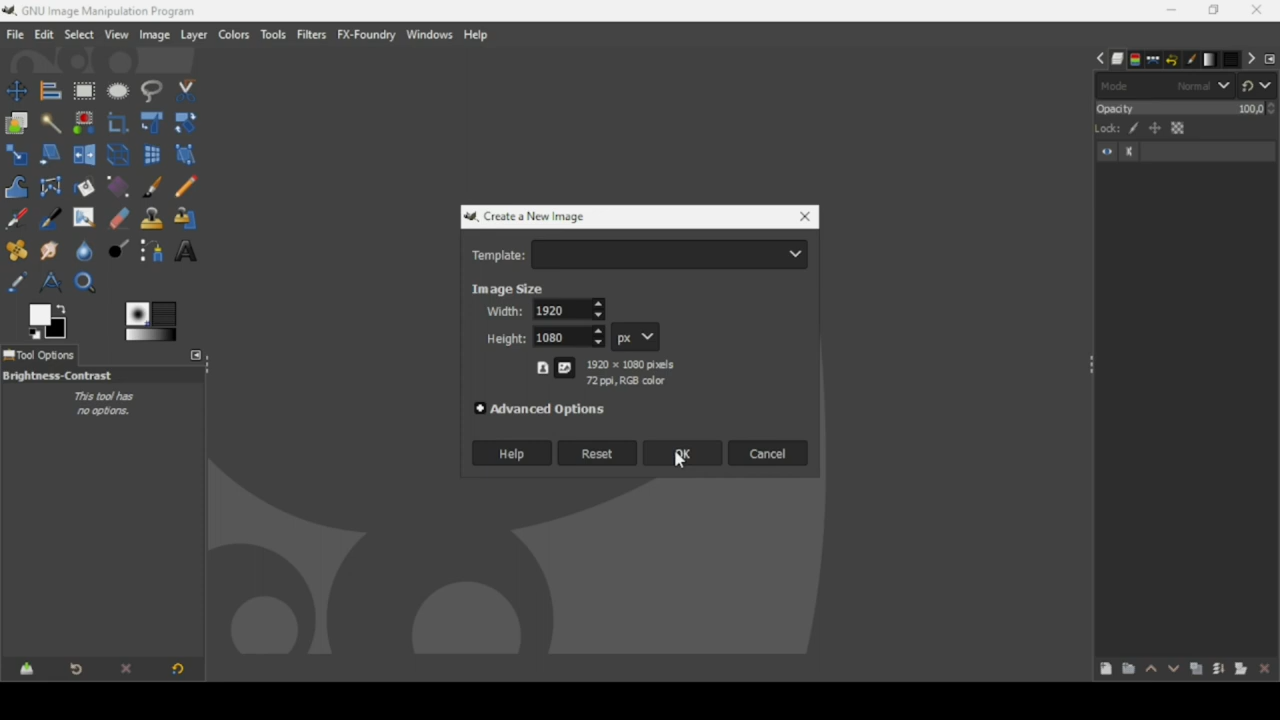 GNU Image Manipulation Program
File Edit Select View Image Layer Colors Tools Filters FX-Foundry Windows Help
Mode Normal
Opacity 100,0
Lock:
Create a New Image
Template:
Image Size
Width: 1920
Height: 1080 px
1920 × 1080 pixels
72 ppi, RGB color
Advanced Options
Help Reset OK Cancel
Tool Options
Brightness-Contrast
This tool has
no options.